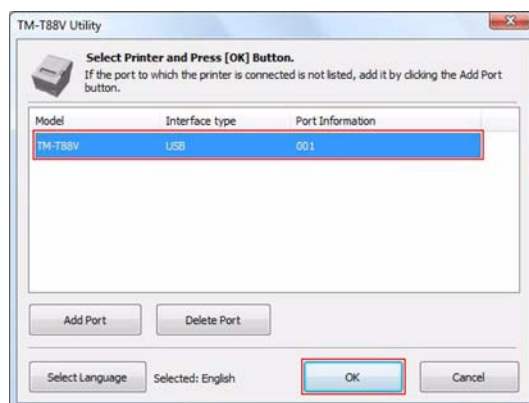 TM-T88V Utility
Select Printer and Press [OK] Button.
If the port to which the printer is connected is not listed, add it by clicking the Add Port
button.
Model Interface type Port Information
TM-T88V USB 001
Add Port Delete Port
Select Language Selected: English OK Cancel